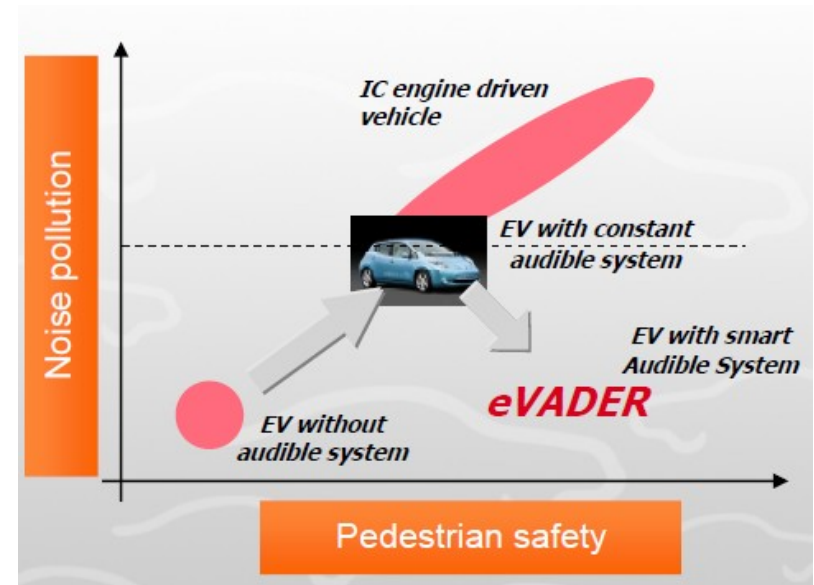 IC engine driven
vehicle
Noise pollution
EV with constant
audible system
EV with smart
Audible System
eVADER
EV without
audible system
Pedestrian safety